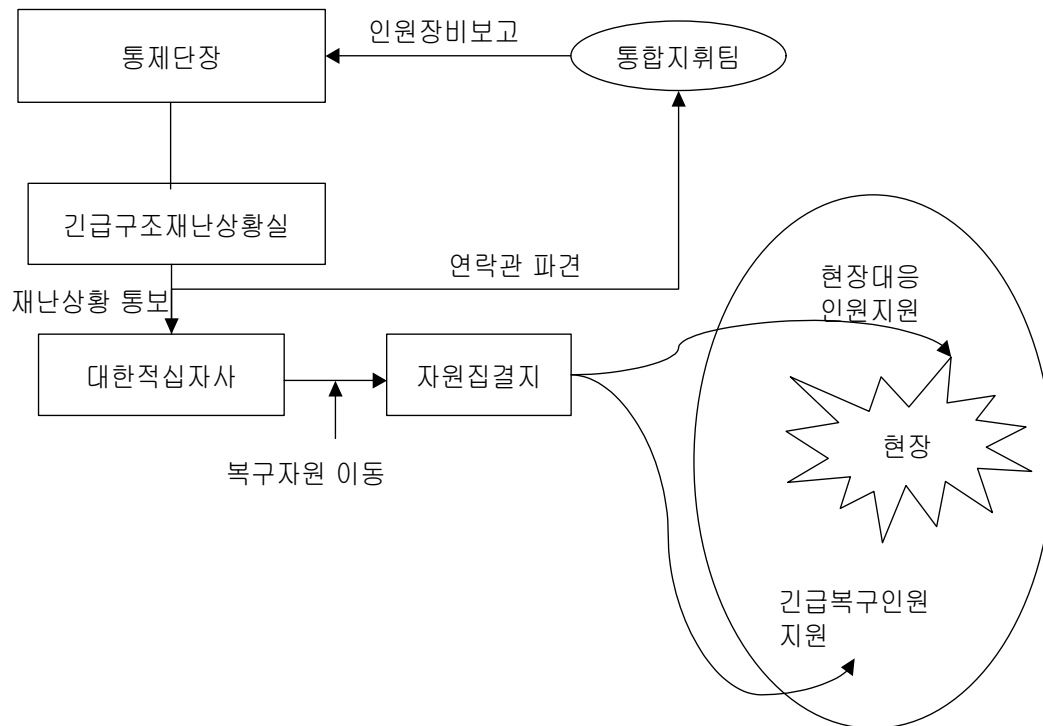 인원장비보고
통제단장
통합지휘팀
긴급구조재난상황실
연락관 파견
재난상황 통보
현장대응
인원지원
대한적십자사
자원집결지
현장
복구자원 이동
긴급복구인원
지원